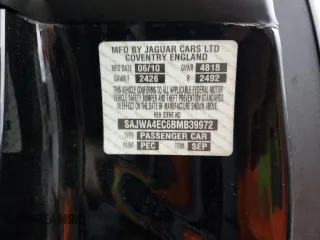 MFD BY JAGUAR CARS LTD
COVENTRY ENGLAND
MFG DATE 06/10 GVWR 4818
GAWR F 2426 R 2492
THIS VEHICLE CONFORMS TO ALL APPLICABLE FEDERAL MOTOR
VEHICLE SAFETY BUMPER AND THEFT PREVENTION STANDARDS
IN EFFECT ON THE DATE OF MANUFACTURE SHOWN ABOVE
VIN SAJWA4EC6BMB39972
TYPE PASSENGER CAR
PAINT PEC TRIM SEP